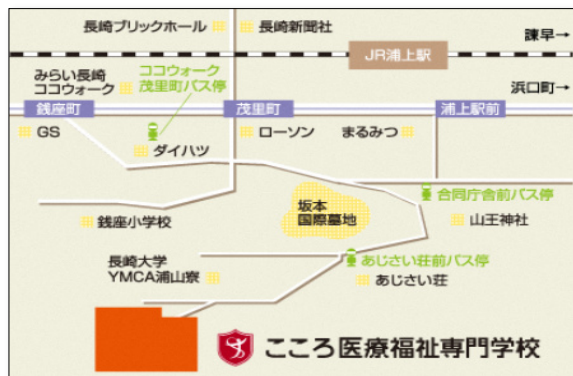 長崎ブリックホール
長崎新聞社
諫早→
JR浦上駅
みらい長崎
ココウォーク
ココウォーク
茂里町バス停
浜口町→
銭座町
茂里町
浦上駅前
GS
ダイハツ
ローソン
まるみつ
合同庁舎前バス停
銭座小学校
坂本
国際墓地
山王神社
長崎大学
YMCA浦山寮
あじさい荘前バス停
あじさい荘
こころ医療福祉専門学校